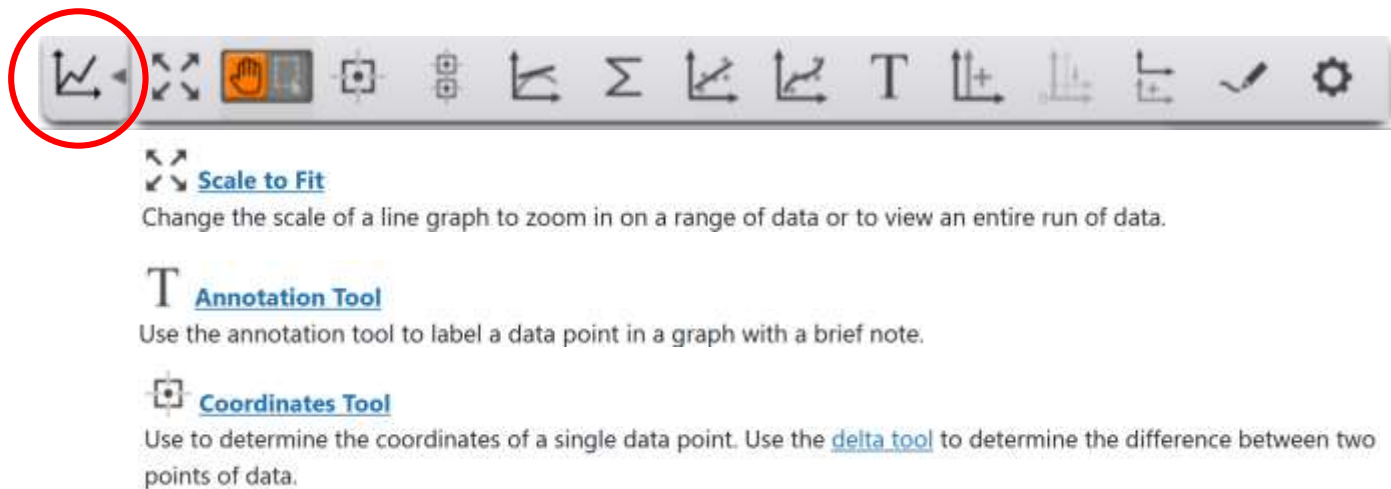 Σ T
Scale to Fit
Change the scale of a line graph to zoom in on a range of data or to view an entire run of data.
T Annotation Tool
Use the annotation tool to label a data point in a graph with a brief note.
Coordinates Tool
Use to determine the coordinates of a single data point. Use the delta tool to determine the difference between two
points of data.